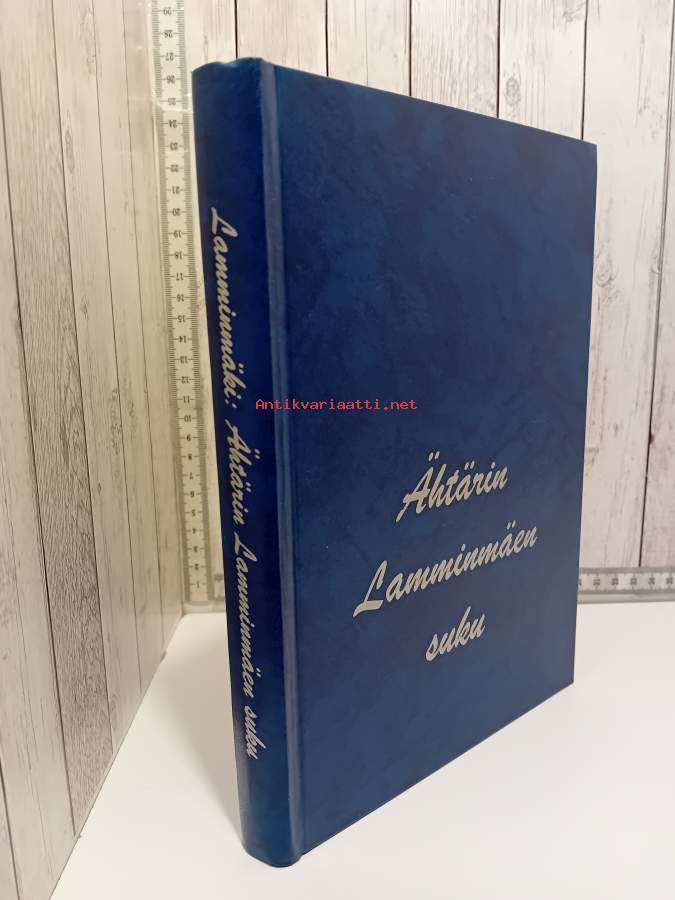 Lamminmäki: Ähtärin Lamminmäen suku
Antikvariaatti.net
Ähtärin
Lamminmäen
suku